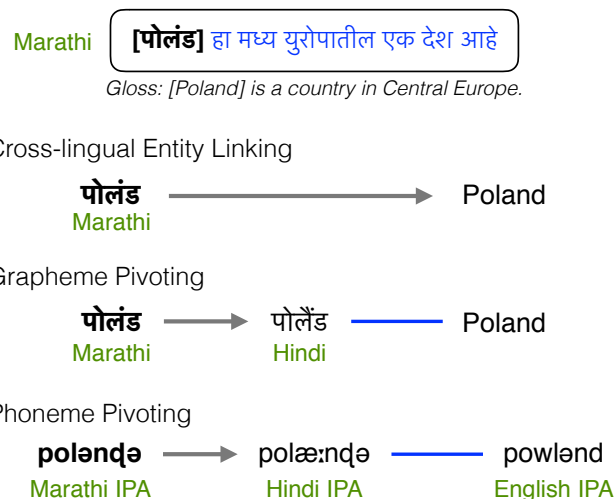 Marathi [पोलंड] हा मध्य युरोपातील एक देश आहे
Gloss: [Poland] is a country in Central Europe.
Cross-lingual Entity Linking
पोलंड Poland
Marathi
Grapheme Pivoting
पोलंड पोलैंड Poland
Marathi Hindi
Phoneme Pivoting
poləndə̣ polæːnɖə powlənd
Marathi IPA Hindi IPA English IPA